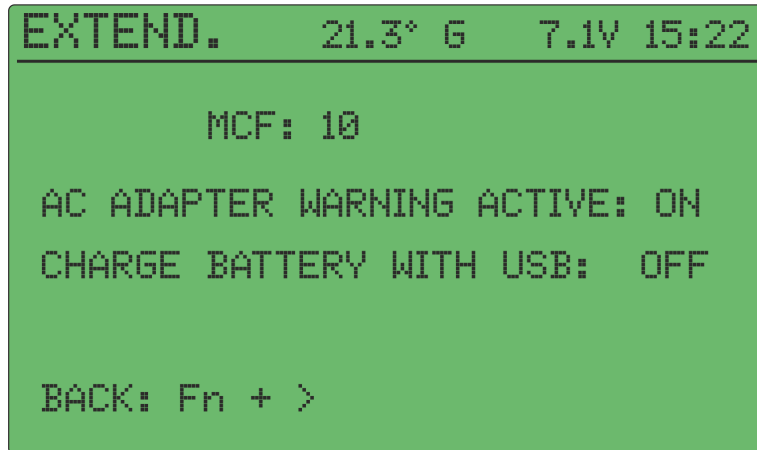 EXTEND. 21.3° G 7.1V 15:22
MCF: 10
AC ADAPTER WARNING ACTIVE: ON
CHARGE BATTERY WITH USB: OFF
BACK: Fn + >